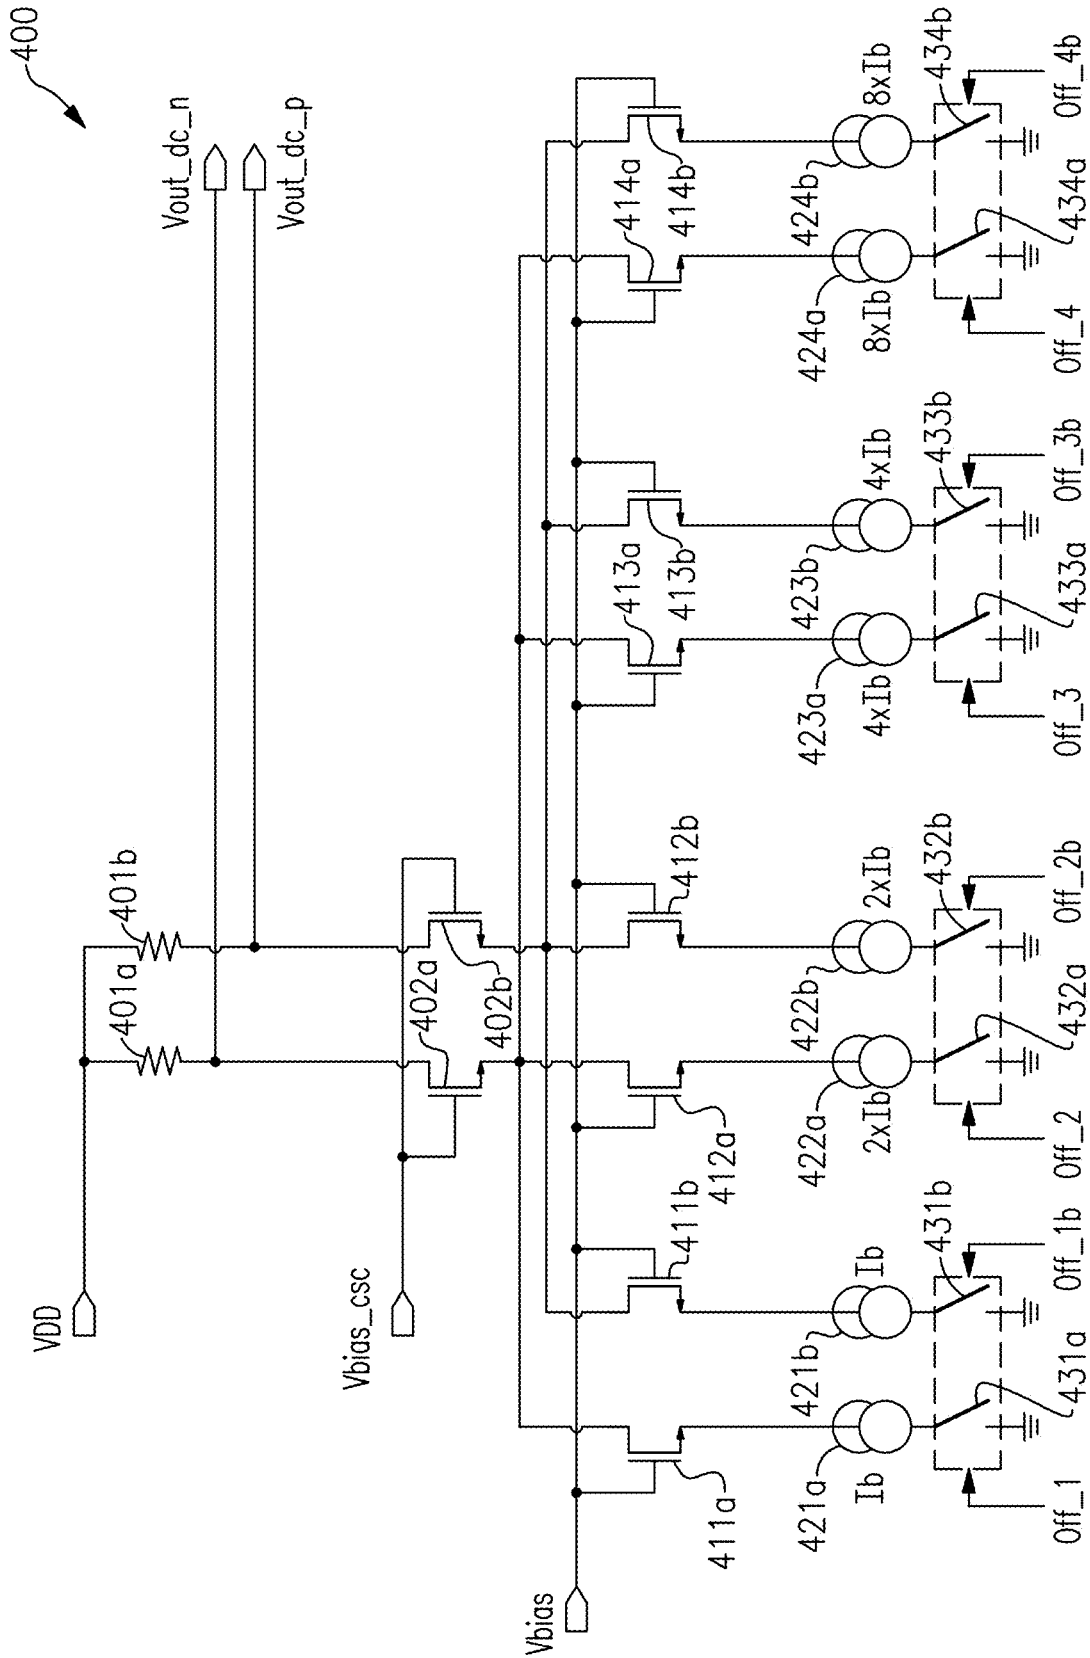 400
Vout_dc_n
Vout_dc_p
VDD
401a
401b
Vbias_csc
402a
402b
Vbias
411a
411b
412a
412b
413a
413b
414a
414b
421a
Ib
421b
Ib
422a
2xIb
422b
2xIb
423a
4xIb
423b
4xIb
424a
8xIb
424b
8xIb
431b
432b
433b
434b
Off_1
431a
Off_1b
Off_2
432a
Off_2b
Off_3
433a
Off_3b
Off_4
434a
Off_4b